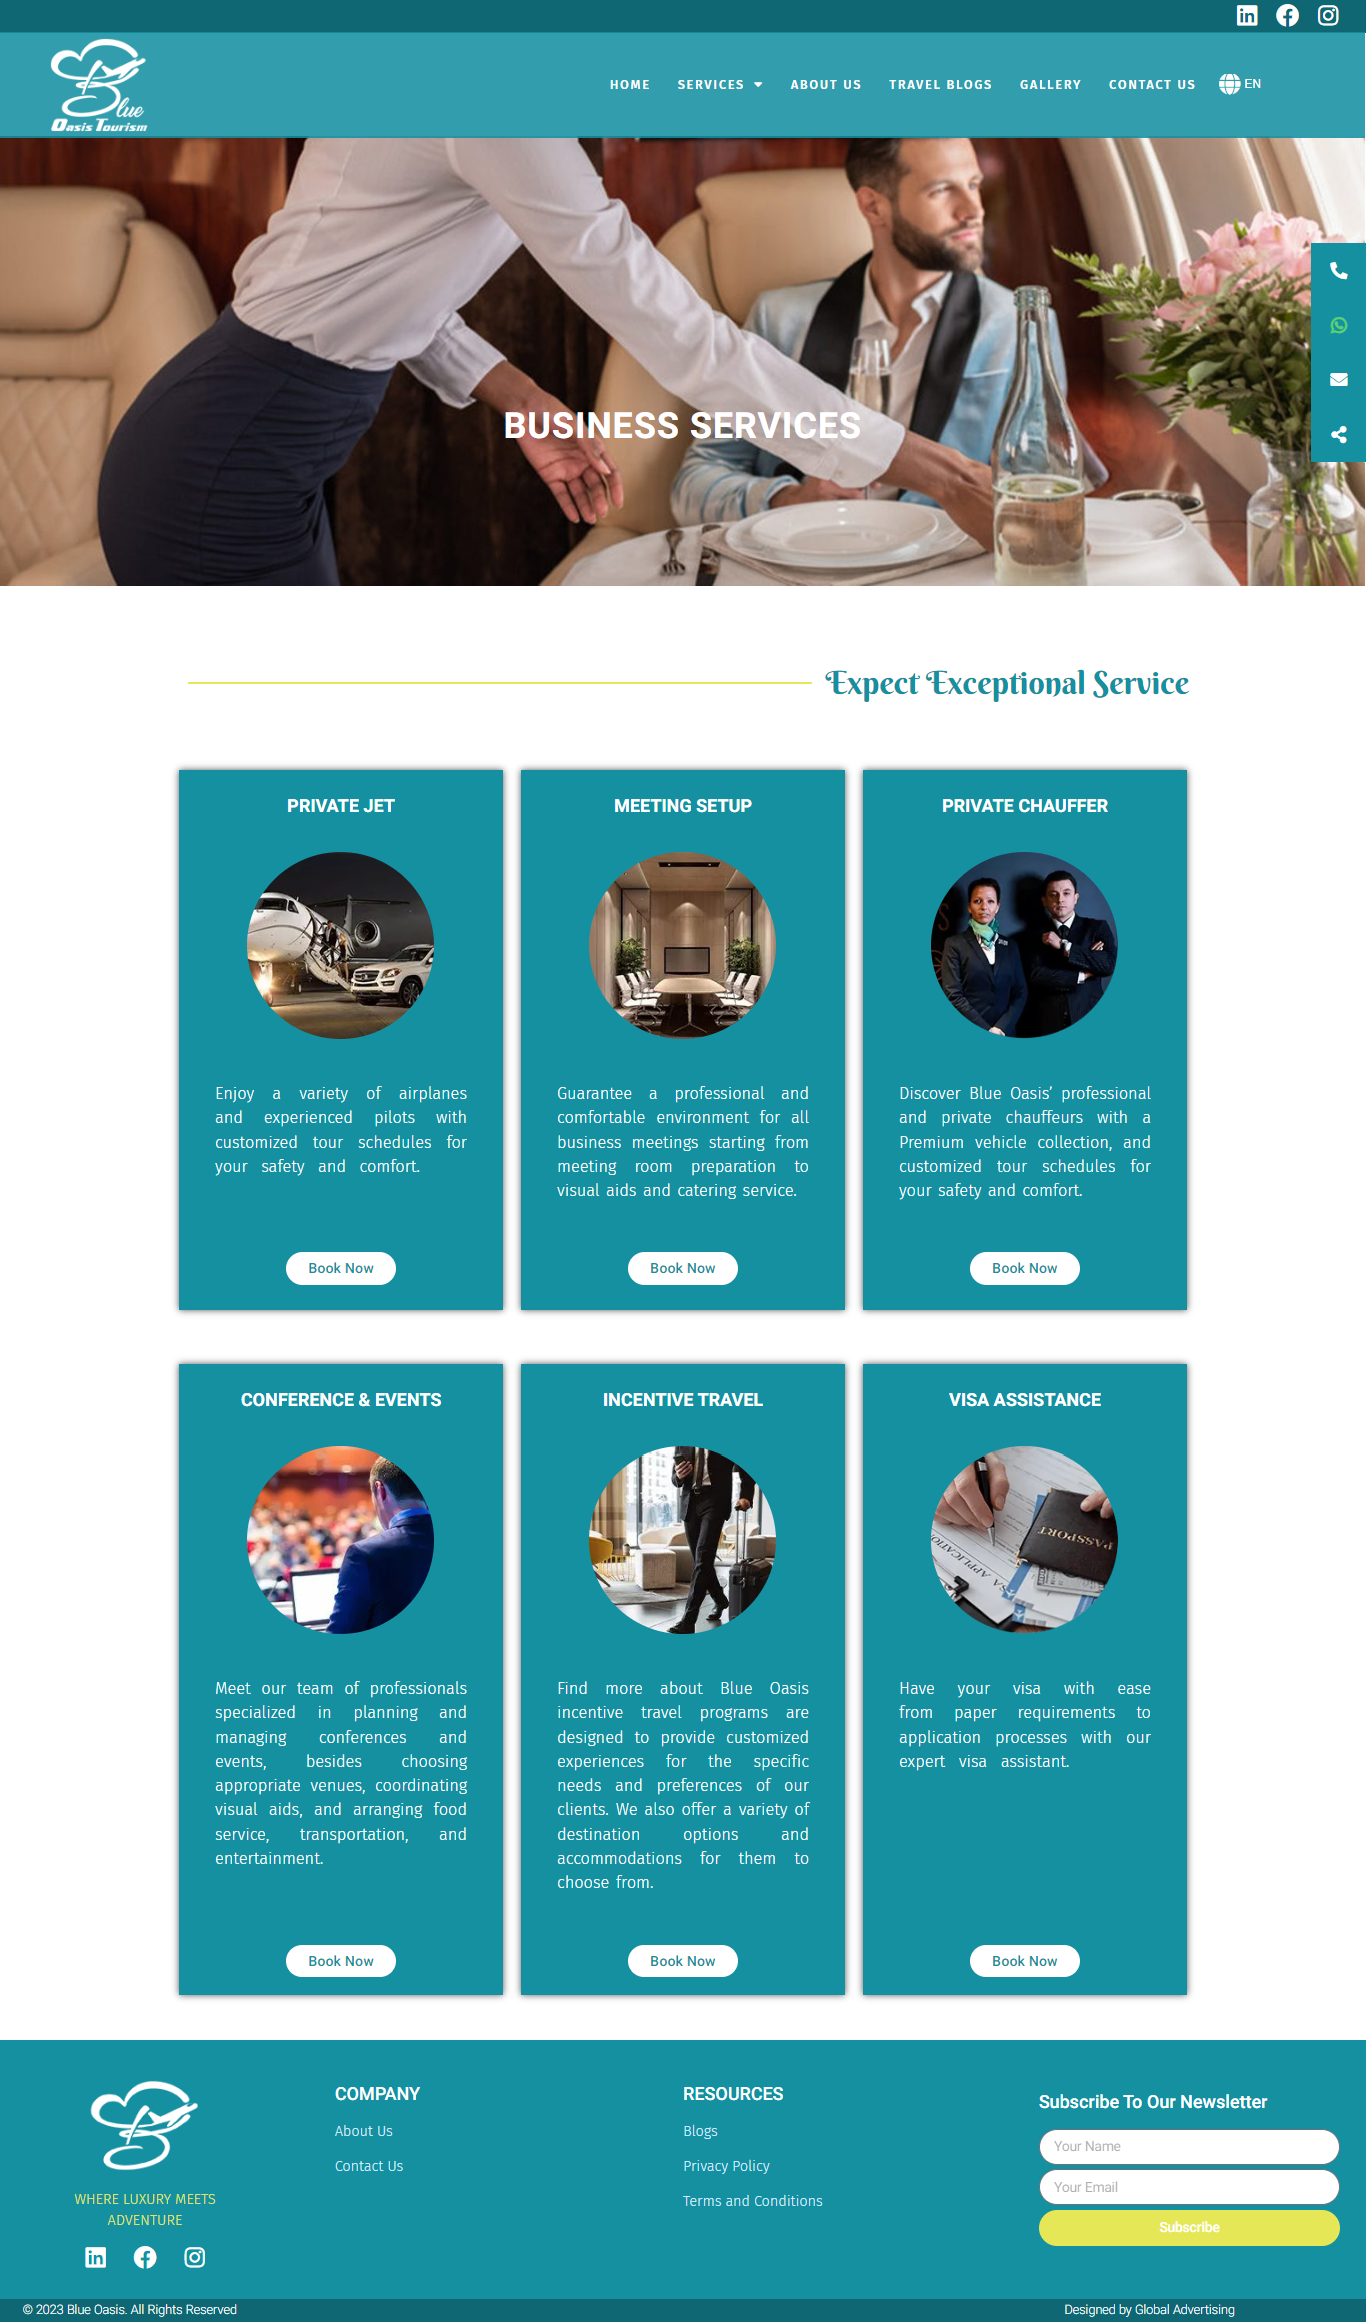 Blue
Oasis Tourism
HOME SERVICES ABOUT US TRAVEL BLOGS GALLERY CONTACT US EN
BUSINESS SERVICES
Expect Exceptional Service
PRIVATE JET
Enjoy a variety of airplanes
and experienced pilots with
customized tour schedules for
your safety and comfort.
Book Now
MEETING SETUP
Guarantee a professional and
comfortable environment for all
business meetings starting from
meeting room preparation to
visual aids and catering service.
Book Now
PRIVATE CHAUFFER
Discover Blue Oasis’ professional
and private chauffeurs with a
Premium vehicle collection, and
customized tour schedules for
your safety and comfort.
Book Now
CONFERENCE & EVENTS
Meet our team of professionals
specialized in planning and
managing conferences and
events, besides choosing
appropriate venues, coordinating
visual aids, and arranging food
service, transportation, and
entertainment.
Book Now
INCENTIVE TRAVEL
Find more about Blue Oasis
incentive travel programs are
designed to provide customized
experiences for the specific
needs and preferences of our
clients. We also offer a variety of
destination options and
accommodations for them to
choose from.
Book Now
VISA ASSISTANCE
PASSPORT
VISA APPLICATION
Have your visa with ease
from paper requirements to
application processes with our
expert visa assistant.
Book Now
WHERE LUXURY MEETS
ADVENTURE
COMPANY
About Us
Contact Us
RESOURCES
Blogs
Privacy Policy
Terms and Conditions
Subscribe To Our Newsletter
Your Name
Your Email
Subscribe
© 2023 Blue Oasis. All Rights Reserved
Designed by Global Advertising